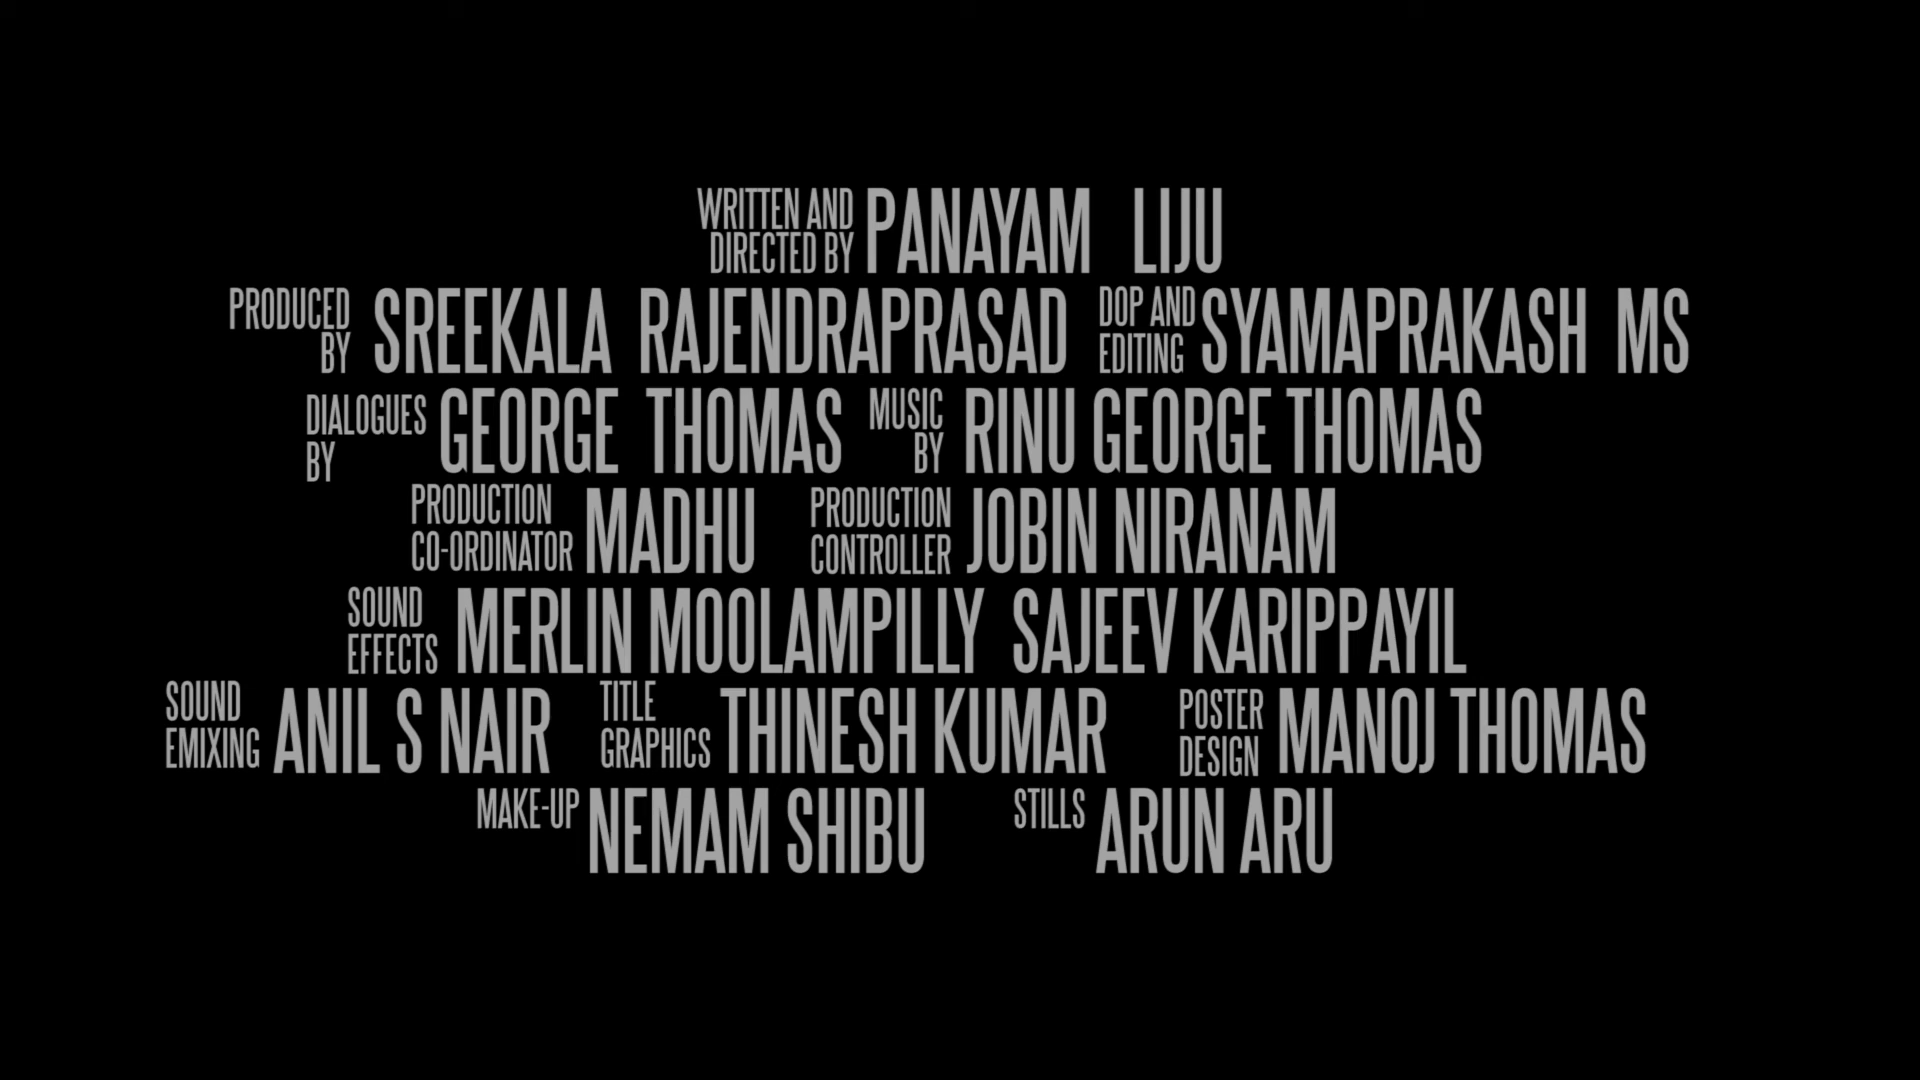 WRITTEN AND DIRECTED BY PANAYAM LIJU
PRODUCED BY SREEKALA RAJENDRAPRASAD DOP AND EDITING SYAMAPRAKASH MS
DIALOGUES BY GEORGE THOMAS MUSIC BY RINU GEORGE THOMAS
PRODUCTION CO-ORDINATOR MADHU PRODUCTION CONTROLLER JOBIN NIRANAM
SOUND EFFECTS MERLIN MOOLAMPILLY SAJEEV KARIPPAYIL
SOUND EMIXING ANIL S NAIR TITLE GRAPHICS THINESH KUMAR POSTER DESIGN MANOJ THOMAS
MAKE-UP NEMAM SHIBU STILLS ARUN ARU